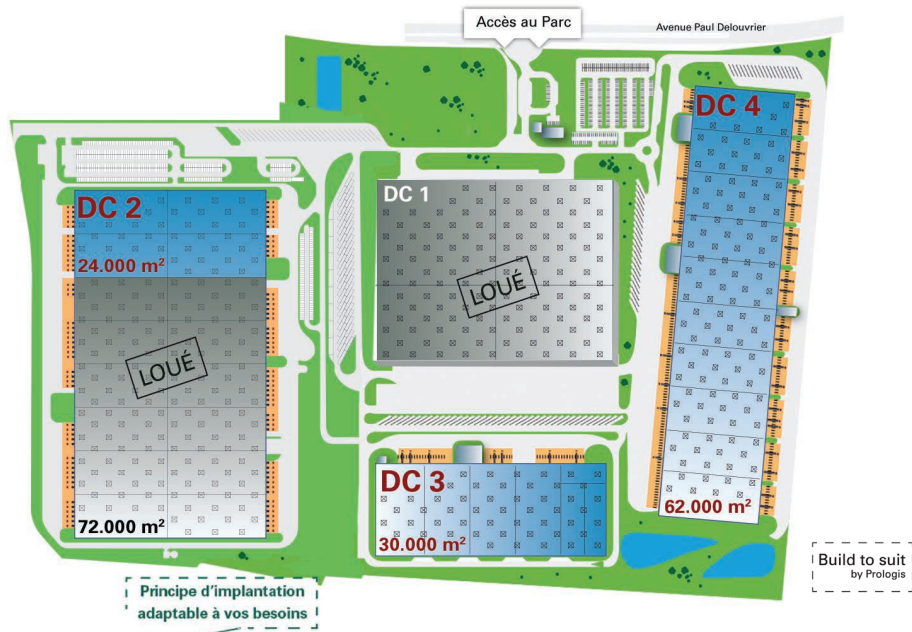 Accès au Parc
Avenue Paul Delouvrier
DC 4
DC 2
DC 1
24.000 m²
LOUÉ
LOUÉ
DC 3
62.000 m²
72.000 m²
30.000 m²
Build to suit
by Prologis
Principe d'implantation
adaptable à vos besoins